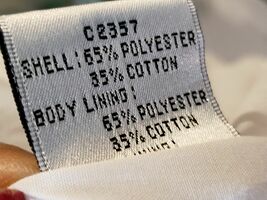 C2357
SHELL: 65% POLYESTER
35% COTTON
BODY LINING:
65% POLYESTER
35% COTTON